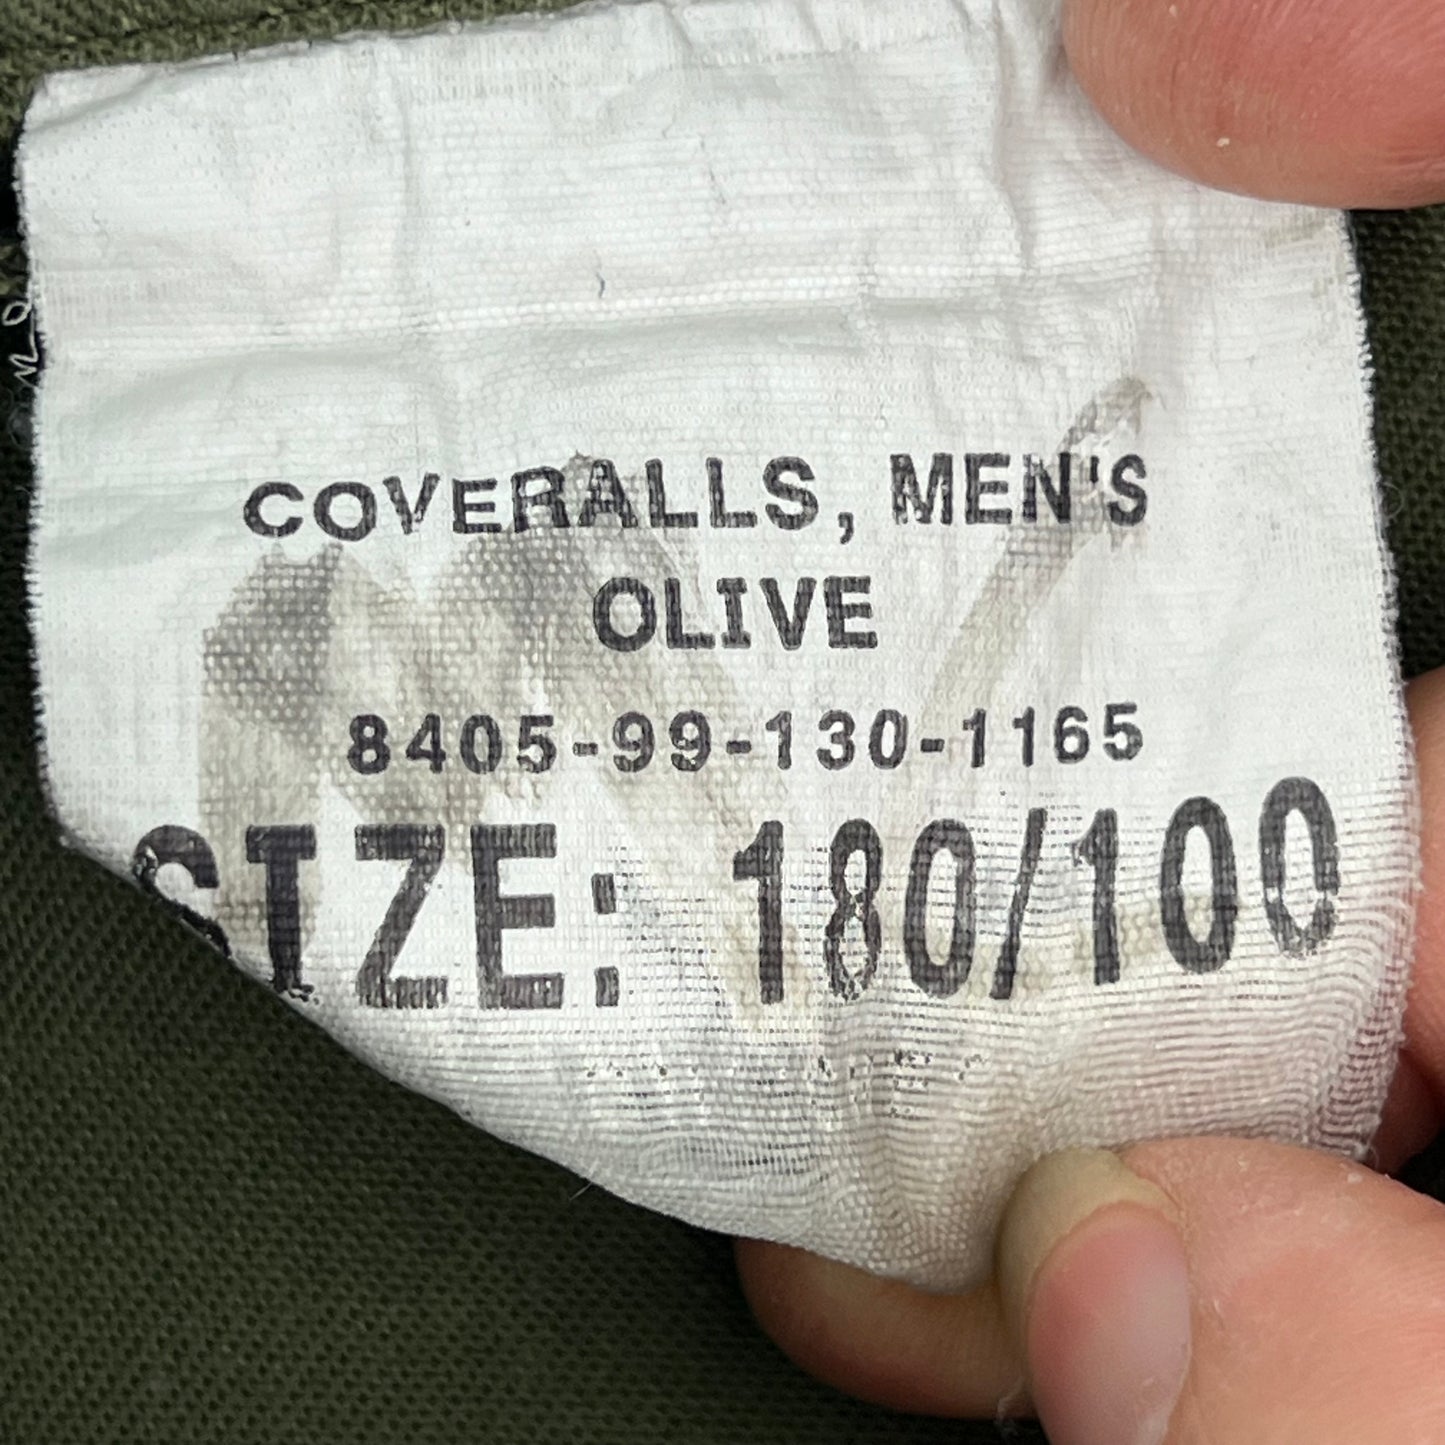 COVERALLS, MEN'S
OLIVE
8405-99-130-1165
SIZE: 180/100